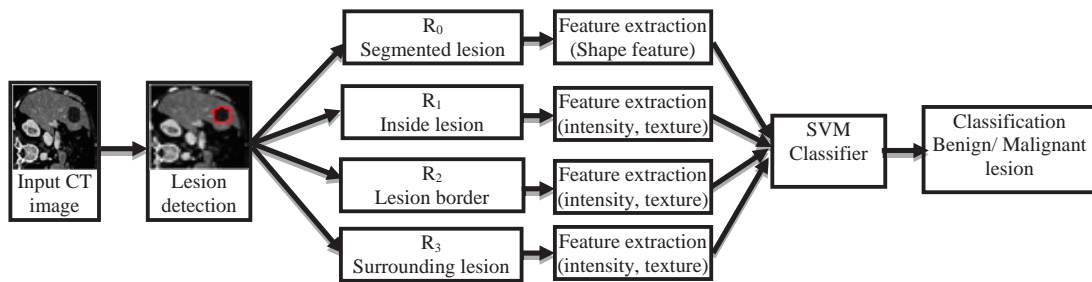 Input CT
image
Lesion
detection
R0
Segmented lesion
Feature extraction
(Shape feature)
R1
Inside lesion
Feature extraction
(intensity, texture)
R2
Lesion border
Feature extraction
(intensity, texture)
R3
Surrounding lesion
Feature extraction
(intensity, texture)
SVM
Classifier
Classification
Benign/ Malignant
lesion